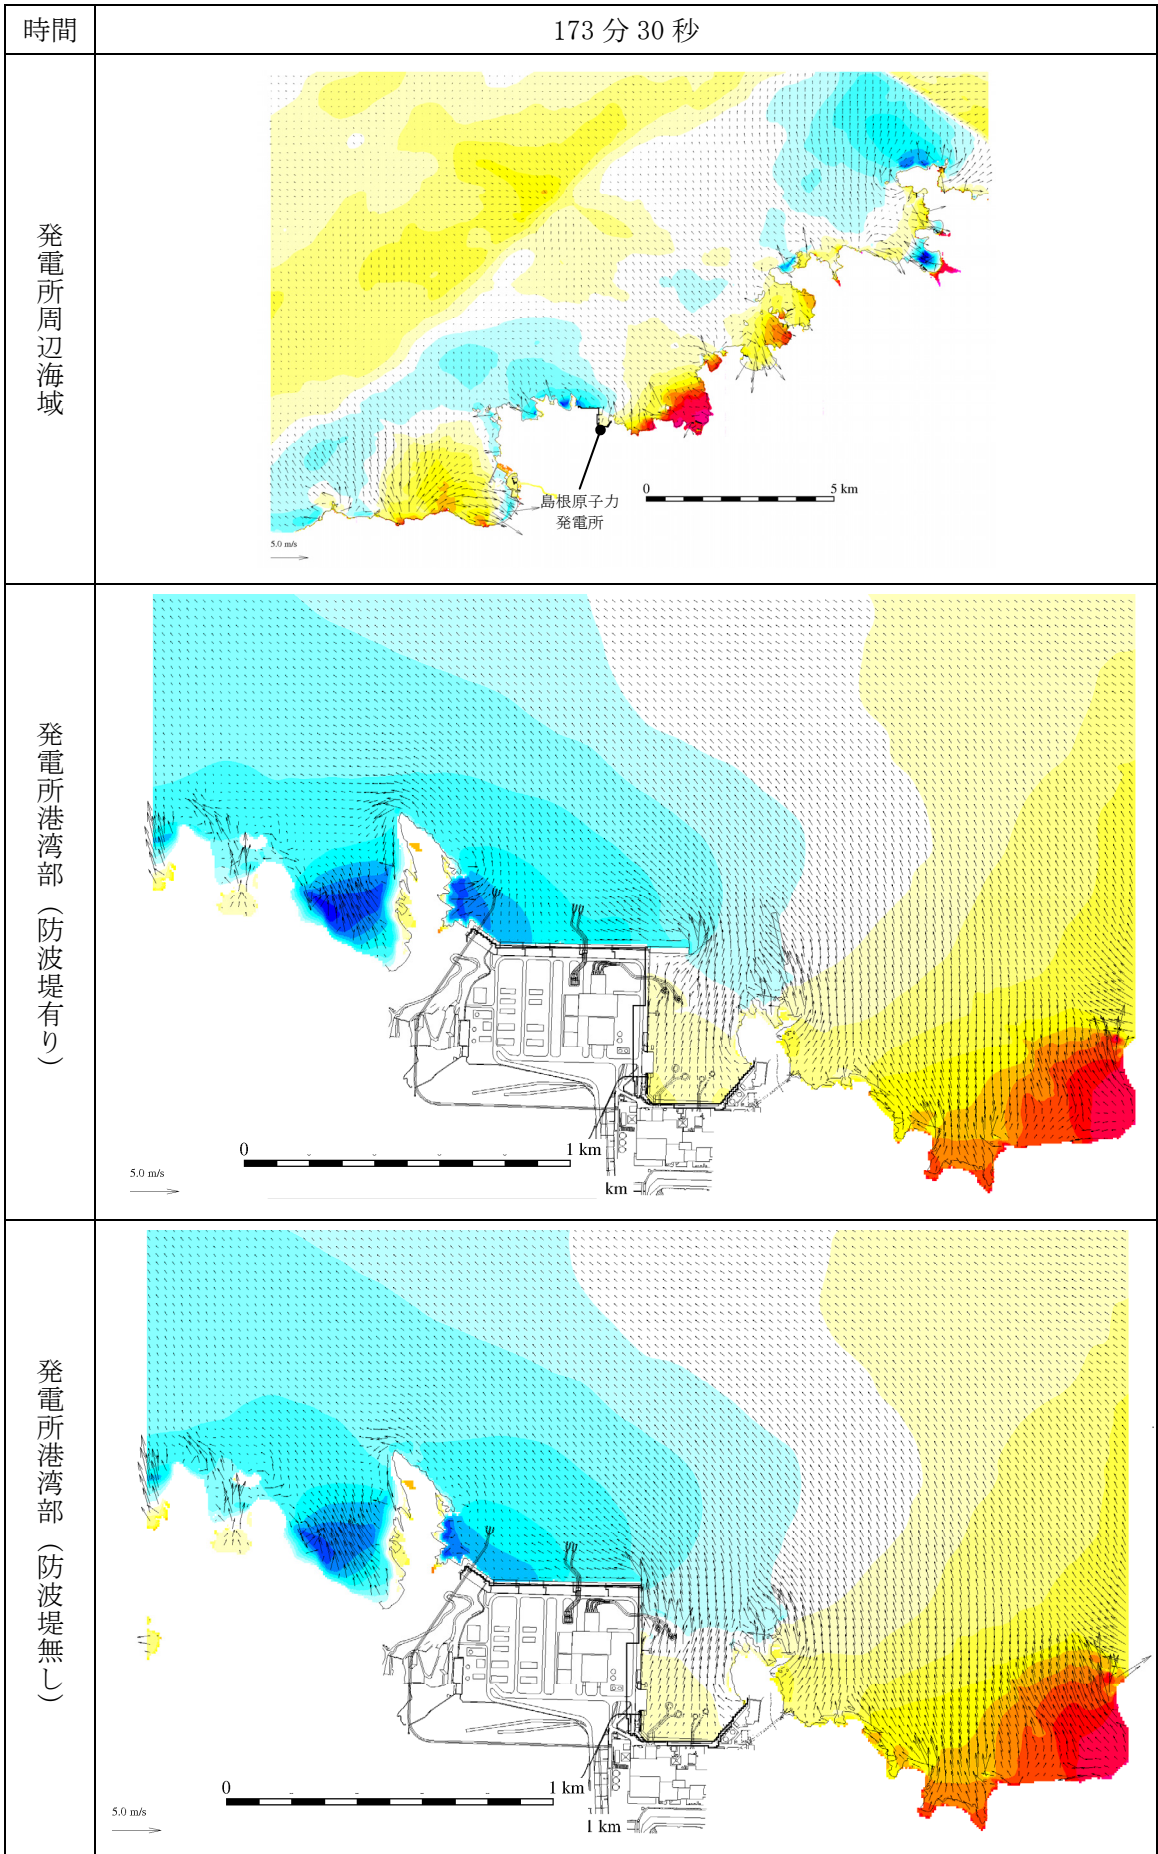 時間
173 分 30 秒
発電所周辺海域
島根原子力
発電所
0
5 km
5.0 m/s
発電所港湾部（防波堤有り）
0
1 km
km
5.0 m/s
発電所港湾部（防波堤無し）
0
1 km
1 km
5.0 m/s